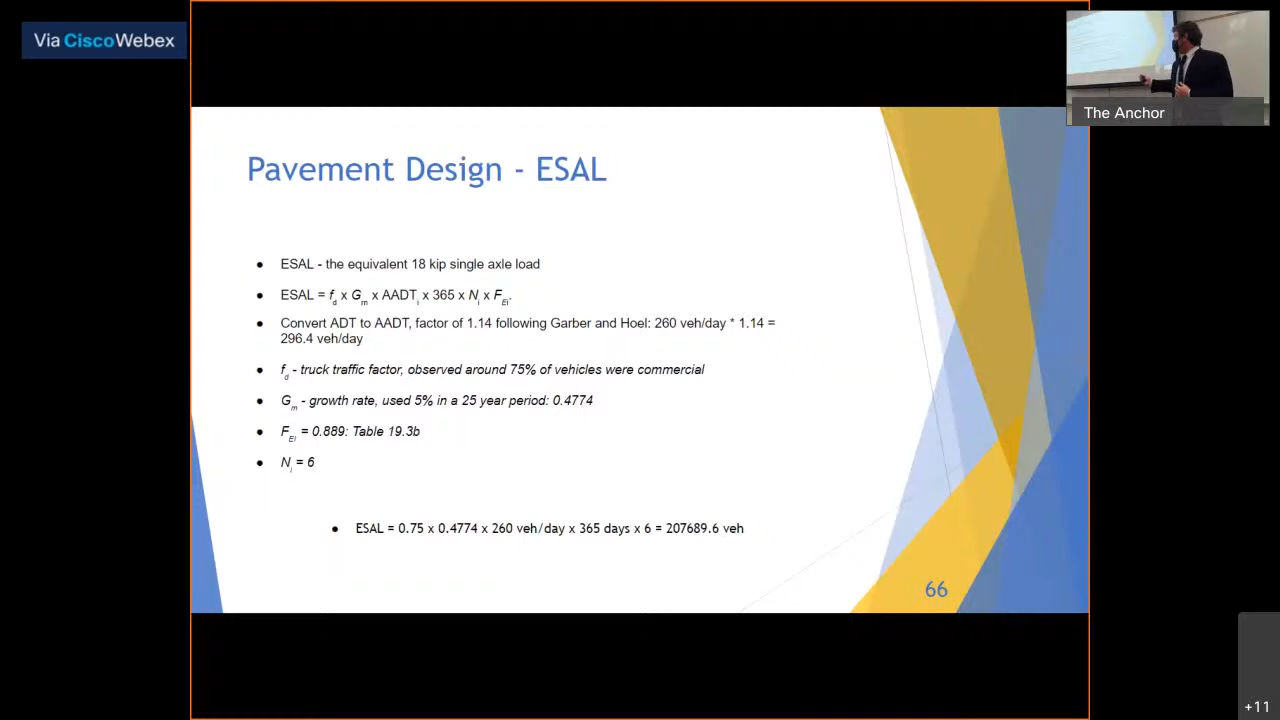 Via CiscoWebex
The Anchor
Pavement Design - ESAL
● ESAL - the equivalent 18 kip single axle load
● ESAL = fd x Gm x AADTi x 365 x Ni x FEi.
● Convert ADT to AADT, factor of 1.14 following Garber and Hoel: 260 veh/day * 1.14 =
296.4 veh/day
● fd - truck traffic factor, observed around 75% of vehicles were commercial
● Gm - growth rate, used 5% in a 25 year period: 0.4774
● FEi = 0.889: Table 19.3b
● Ni = 6
● ESAL = 0.75 x 0.4774 x 260 veh/day x 365 days x 6 = 207689.6 veh
66
+11